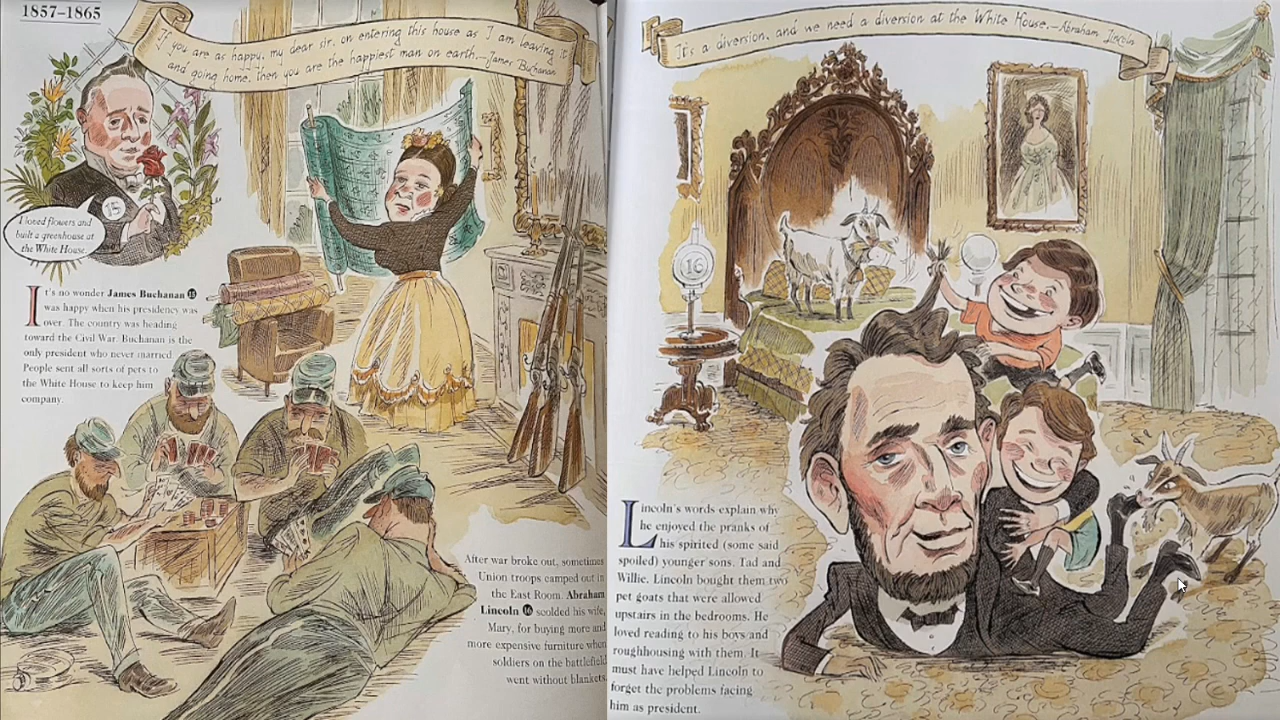 1857–1865
If you are as happy, my dear sir, on entering this house as I am leaving it
and going home, then you are the happiest man on earth.—James Buchanan
15
I loved flowers and
built a greenhouse at
the White House.
It's no wonder James Buchanan 15
was happy when his presidency was
over. The country was heading
toward the Civil War. Buchanan is the
only president who never married.
People sent all sorts of pets to
the White House to keep him
company.
After war broke out, sometimes
Union troops camped out in
the East Room. Abraham
Lincoln 16 scolded his wife,
Mary, for buying more and
more expensive furniture when
soldiers on the battlefield
went without blankets.
It's a diversion, and we need a diversion at the White House.—Abraham Lincoln
16
Lincoln's words explain why
he enjoyed the pranks of
his spirited (some said
spoiled) younger sons, Tad and
Willie. Lincoln bought them two
pet goats that were allowed
upstairs in the bedrooms. He
loved reading to his boys and
roughhousing with them. It
must have helped Lincoln to
forget the problems facing
him as president.